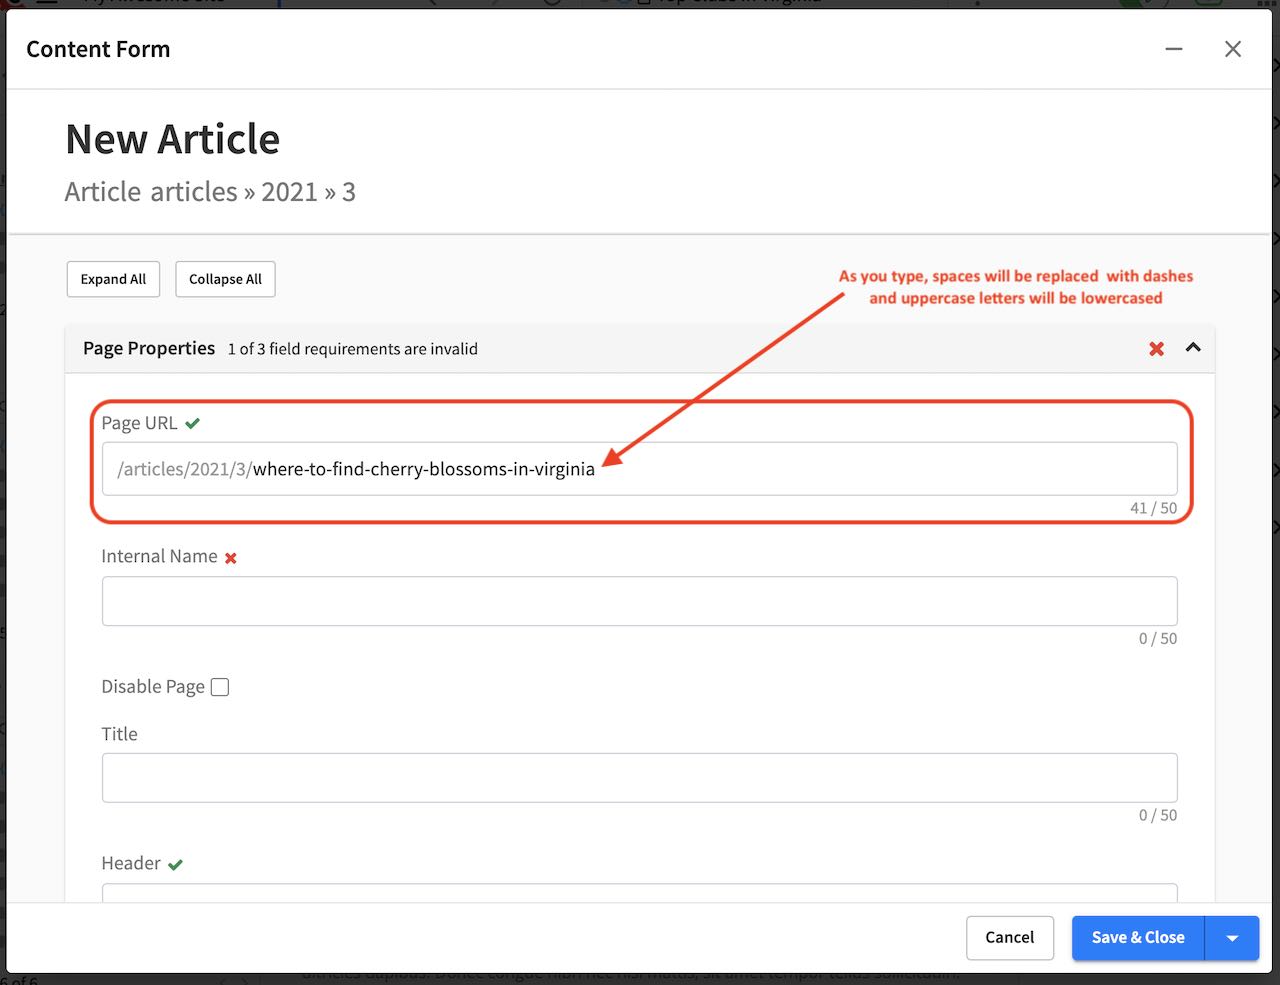 Content Form
New Article
Article articles » 2021 » 3
Expand All
Collapse All
As you type, spaces will be replaced with dashes
and uppercase letters will be lowercased
Page Properties 1 of 3 field requirements are invalid
Page URL
/articles/2021/3/where-to-find-cherry-blossoms-in-virginia
41 / 50
Internal Name
0 / 50
Disable Page
Title
0 / 50
Header
Cancel
Save & Close